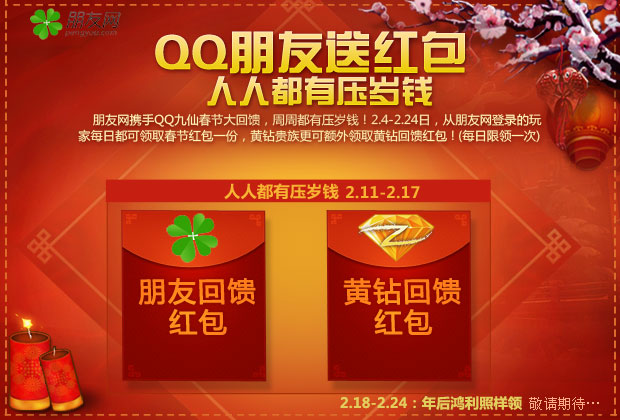 朋友网
pengyou.com
QQ朋友送红包
人人都有压岁钱
朋友网携手QQ九仙春节大回馈，周周都有压岁钱！2.4-2.24日，从朋友网登录的玩
家每日都可领取春节红包一份，黄钻贵族更可额外领取黄钻回馈红包！(每日限领一次)
人人都有压岁钱 2.11-2.17
朋友回馈
红包
黄钻回馈
红包
2.18-2.24：年后鸿利照样领 敬请期待…